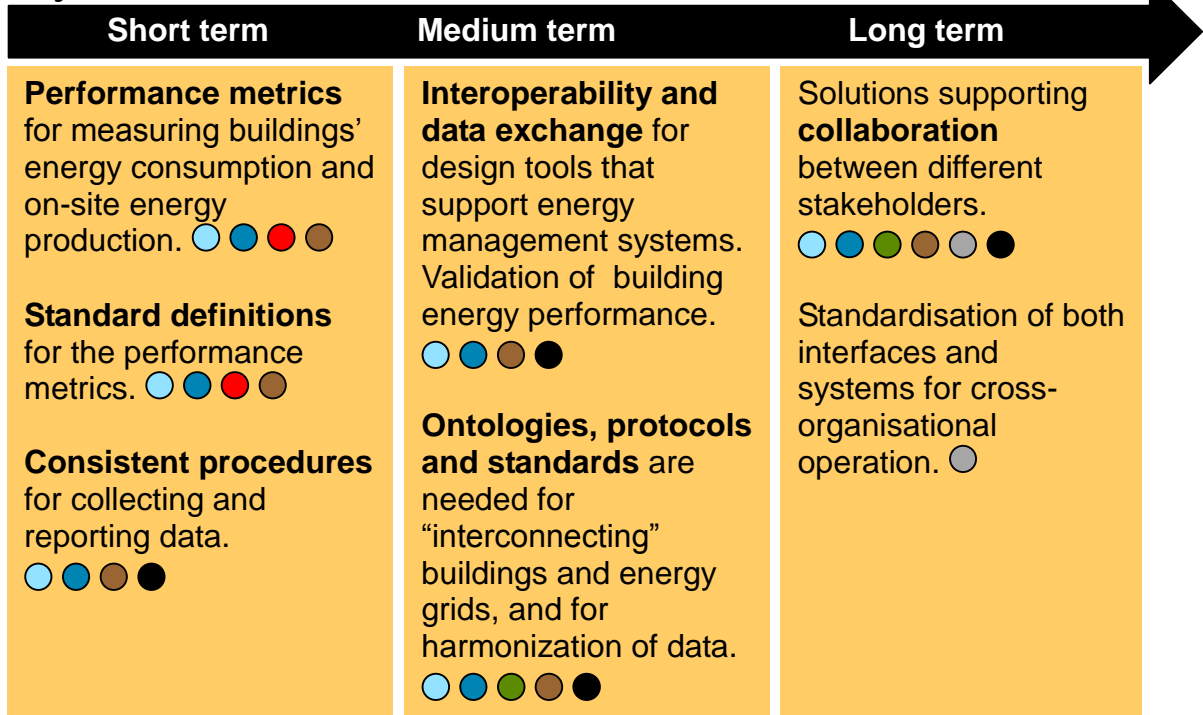 Short term
Medium term
Long term
Performance metrics
for measuring buildings’
energy consumption and
on-site energy
production.
Standard definitions
for the performance
metrics.
Consistent procedures
for collecting and
reporting data.
Interoperability and
data exchange for
design tools that
support energy
management systems.
Validation of  building
energy performance.
Ontologies, protocols
and standards are
needed for
“interconnecting”
buildings and energy
grids, and for
harmonization of data.
Solutions supporting
collaboration
between different
stakeholders.
Standardisation of both
interfaces and
systems for cross-
organisational
operation.